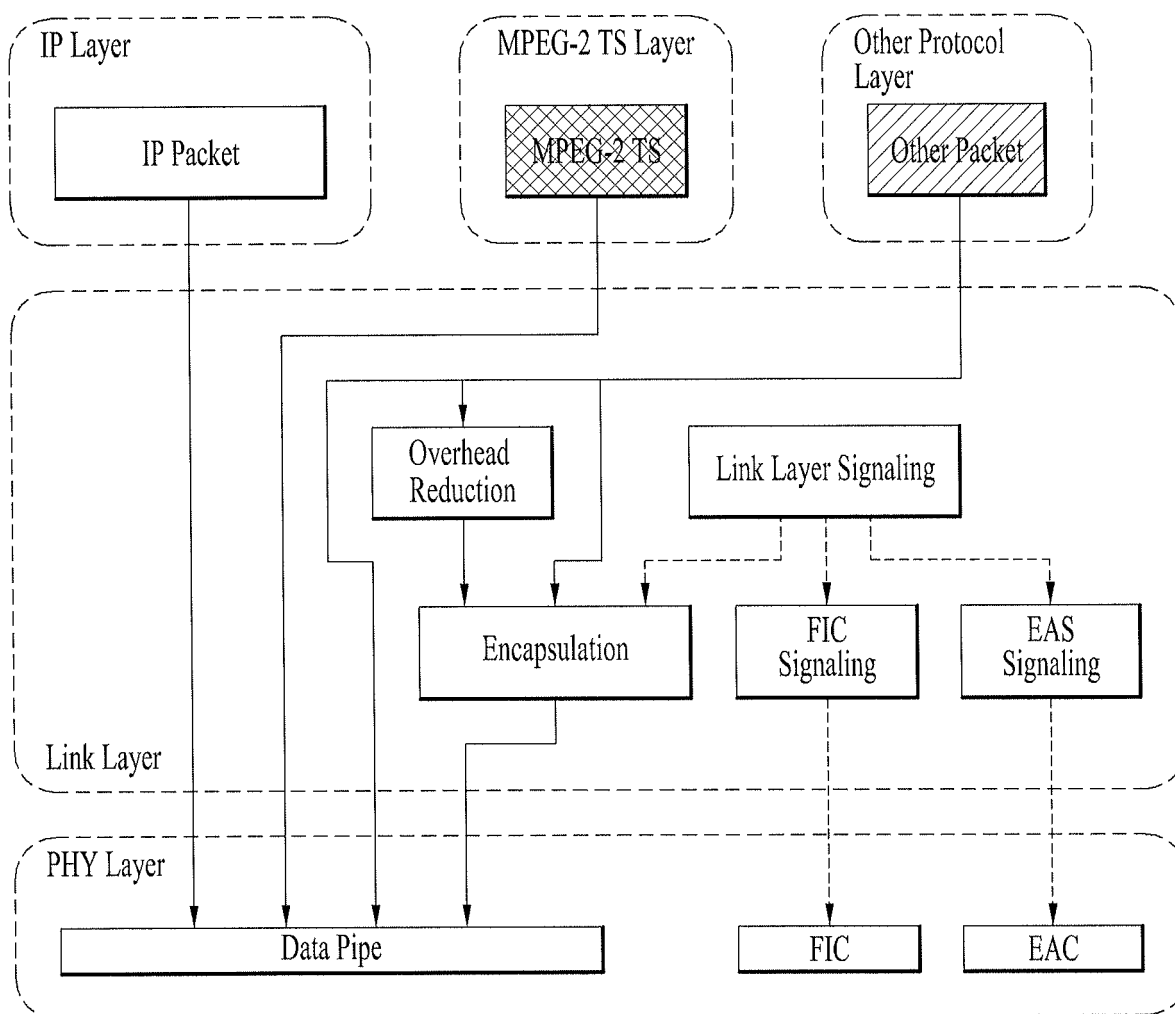 IP Layer
MPEG-2 TS Layer
Other Protocol
Layer
IP Packet
MPEG-2 TS
Other Packet
Overhead
Reduction
Link Layer Signaling
Encapsulation
FIC
Signaling
EAS
Signaling
Link Layer
PHY Layer
Data Pipe
FIC
EAC